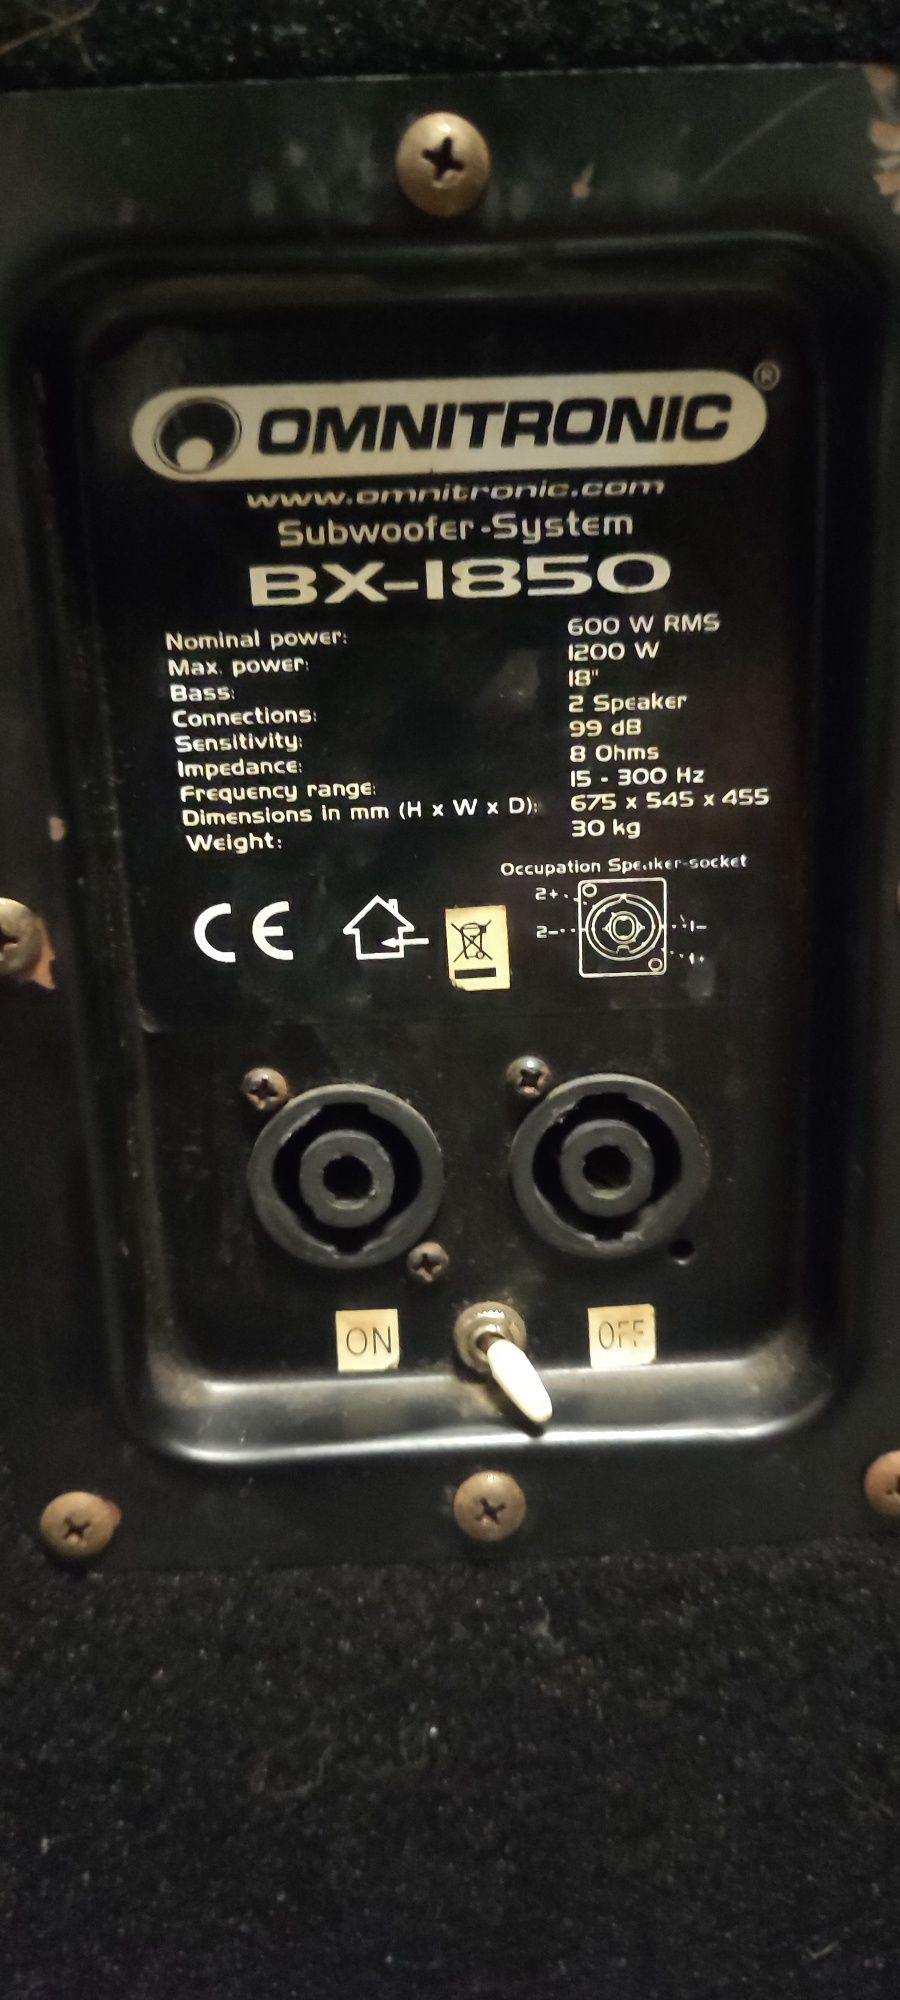 OMNITRONIC ®
www.omnitronic.com
Subwoofer-System
BX-1850
Nominal power: 600 W RMS
Max. power: 1200 W
Bass: 18"
Connections: 2 Speaker
Sensitivity: 99 dB
Impedance: 8 Ohms
Frequency range: 15 - 300 Hz
Dimensions in mm (H x W x D): 675 x 545 x 455
Weight: 30 kg
Occupation Speaker-socket
2+
2- 1-
1+
CE
ON OFF